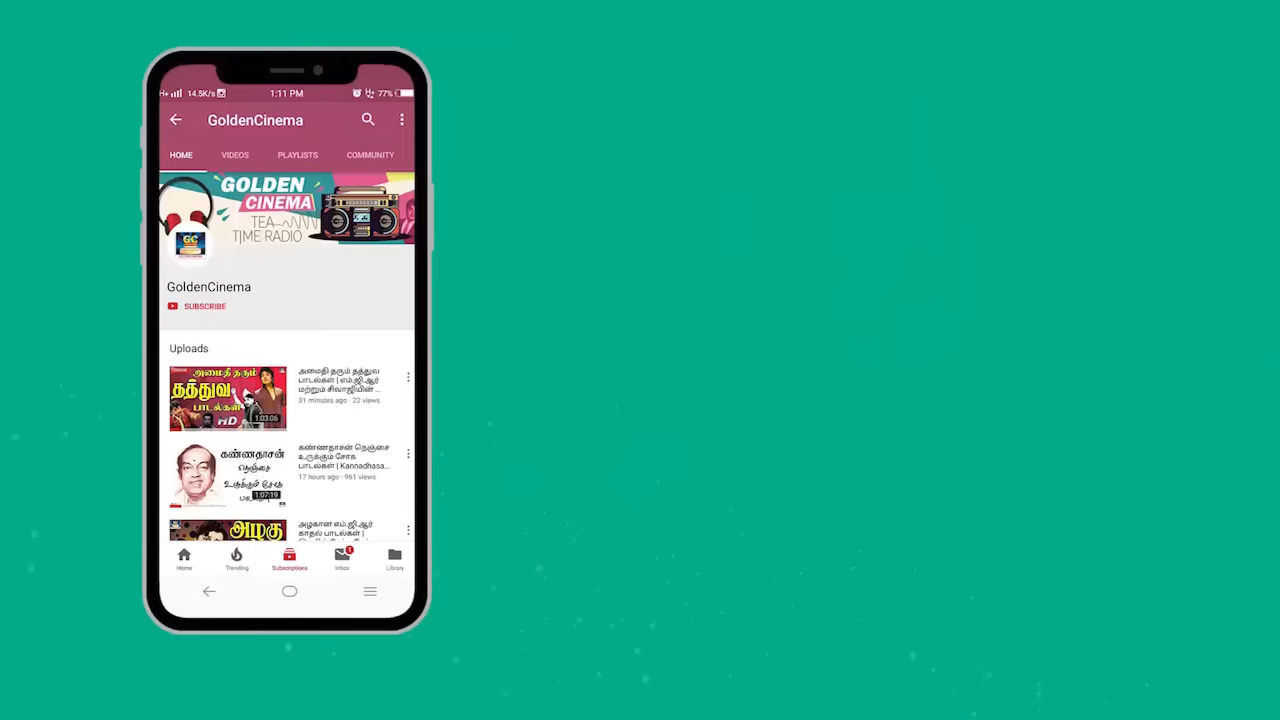 H+ 14.5K/s 1:11 PM 77%
GoldenCinema
HOME VIDEOS PLAYLISTS COMMUNITY
GOLDEN
CINEMA
TEA
TIME RADIO
GC
GoldenCinema
SUBSCRIBE
Uploads
அமைதி தரும்
தத்துவ
பாடல்கள்
HD
1:03:06
அமைதி தரும் தத்துவ
பாடல்கள் | எம்.ஜி.ஆர்
மற்றும் சிவாஜியின் ...
31 minutes ago · 22 views
கண்ணதாசன்
நெஞ்சை
உருக்கும் சோக
1:07:19
கண்ணதாசன் நெஞ்சை
உருக்கும் சோக
பாடல்கள் | Kannadhasa...
17 hours ago · 961 views
அழகு
அழகான எம்.ஜி.ஆர்
காதல் பாடல்கள் |
Home Trending Subscriptions Inbox 1 Library